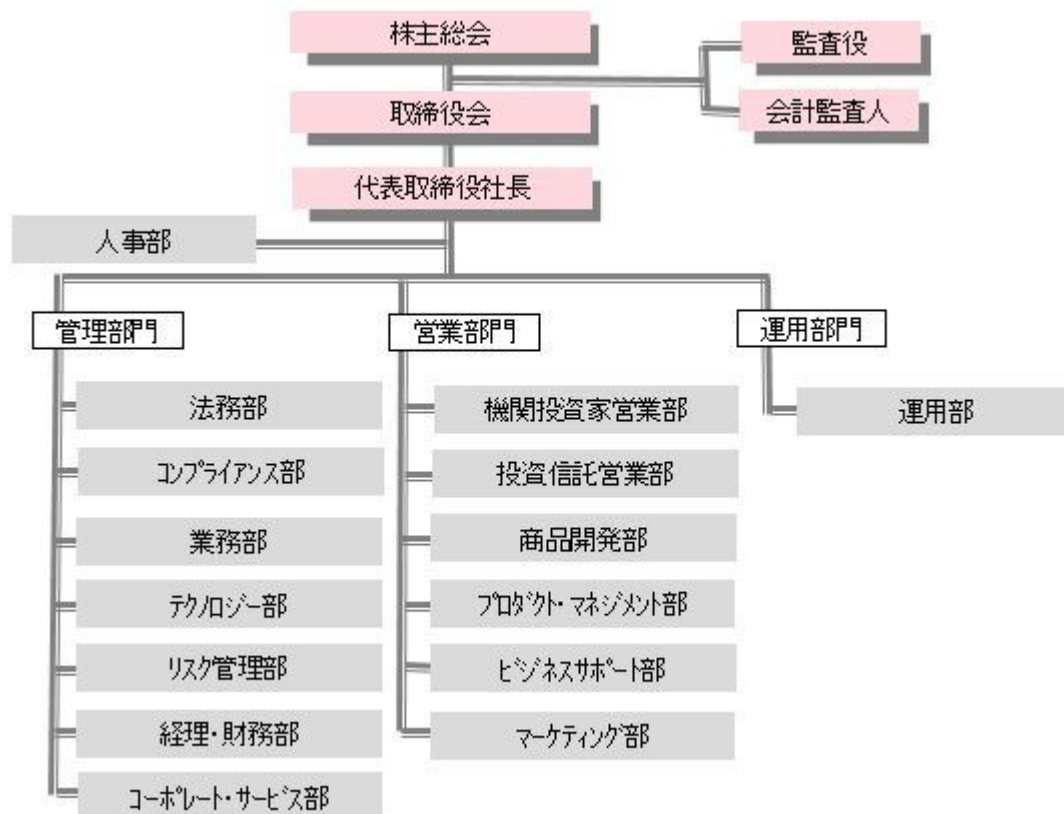 株主総会
監査役
取締役会
会計監査人
代表取締役社長
人事部
管理部門
営業部門
運用部門
法務部
コンプライアンス部
業務部
テクノロジー部
リスク管理部
経理・財務部
コーポレート・サービス部
機関投資家営業部
投資信託営業部
商品開発部
プロダクト・マネジメント部
ビジネスサポート部
マーケティング部
運用部